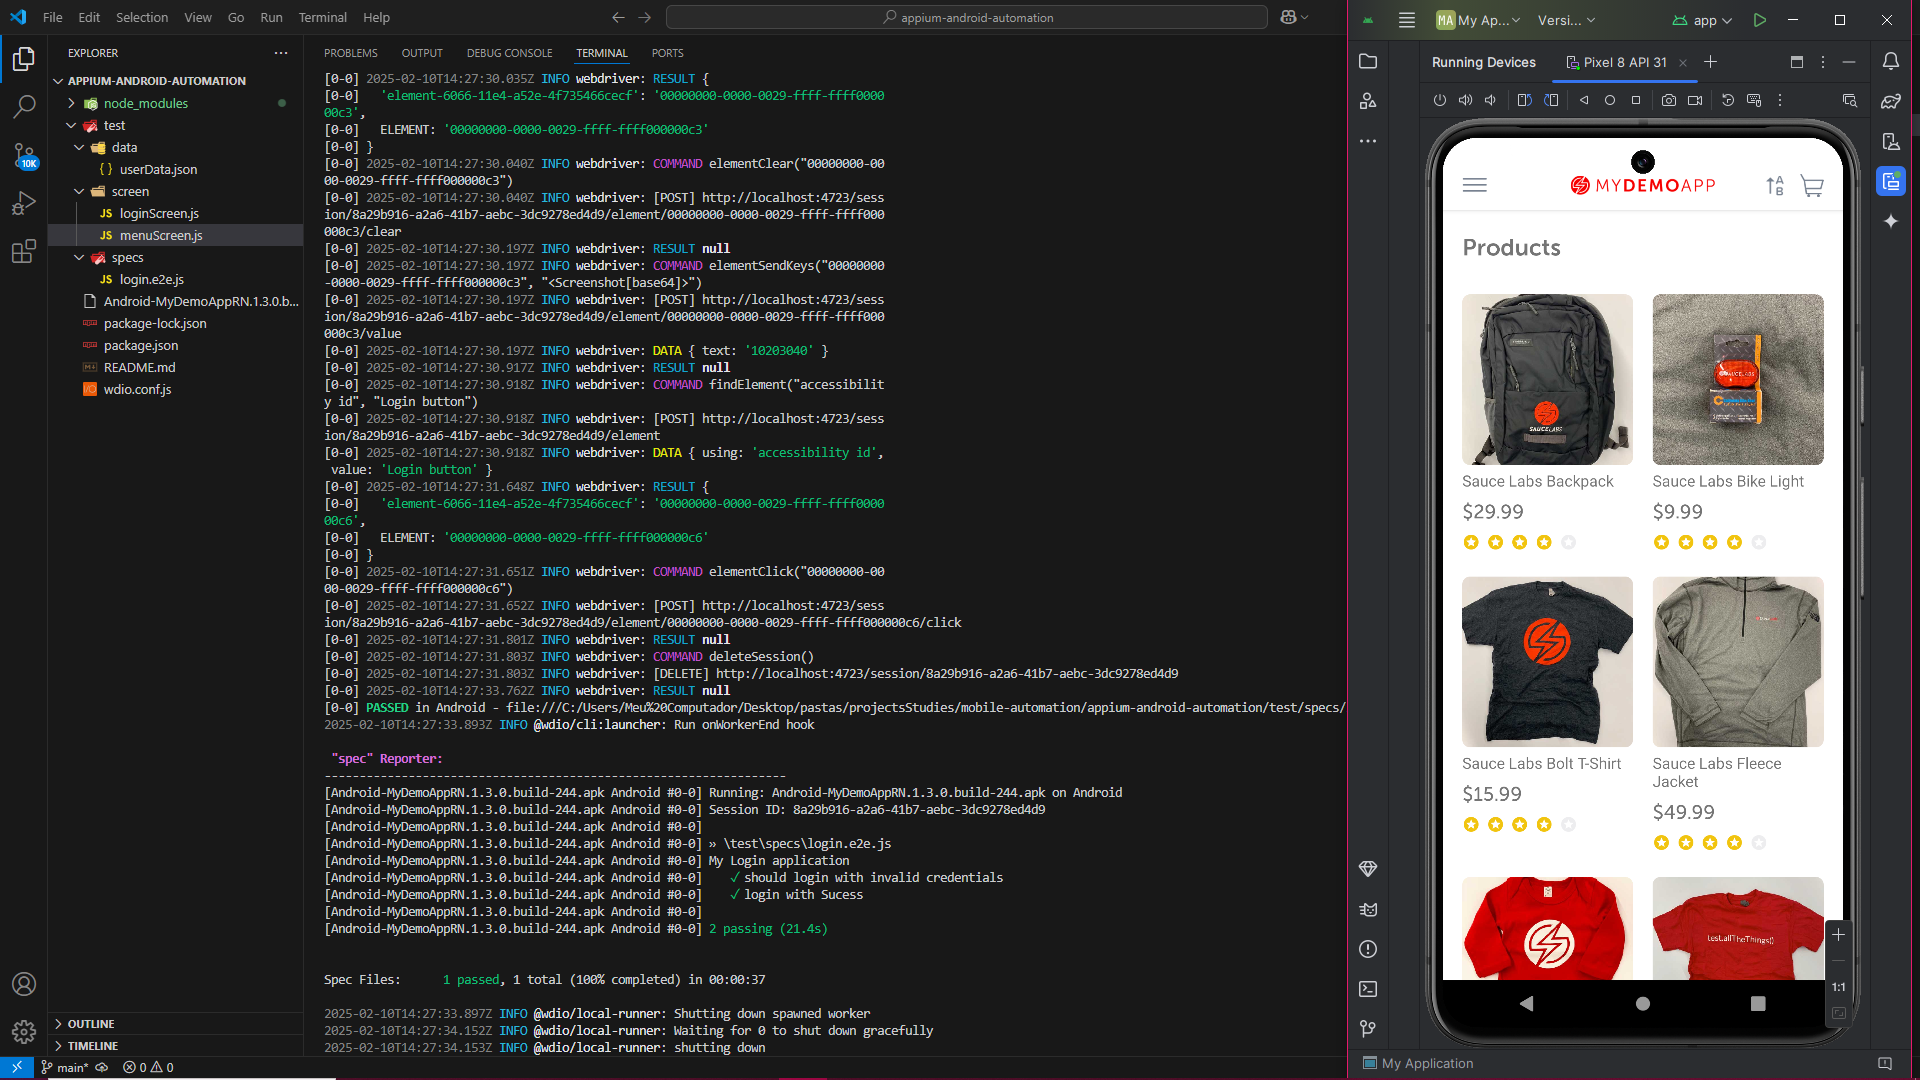 File Edit Selection View Go Run Terminal Help
appium-android-automation
EXPLORER
APPIUM-ANDROID-AUTOMATION
node_modules
test
data
userData.json
screen
loginScreen.js
menuScreen.js
specs
login.e2e.js
Android-MyDemoAppRN.1.3.0.b...
package-lock.json
package.json
README.md
wdio.conf.js
OUTLINE
TIMELINE
10K
main* 0 0
PROBLEMS OUTPUT DEBUG CONSOLE TERMINAL PORTS
[0-0] 2025-02-10T14:27:30.035Z INFO webdriver: RESULT {
[0-0]   'element-6066-11e4-a52e-4f735466cecf': '00000000-0000-0029-ffff-ffff0000
00c3',
[0-0]   ELEMENT: '00000000-0000-0029-ffff-ffff000000c3'
[0-0] }
[0-0] 2025-02-10T14:27:30.040Z INFO webdriver: COMMAND elementClear("00000000-00
00-0029-ffff-ffff000000c3")
[0-0] 2025-02-10T14:27:30.040Z INFO webdriver: [POST] http://localhost:4723/sess
ion/8a29b916-a2a6-41b7-aebc-3dc9278ed4d9/element/00000000-0000-0029-ffff-ffff000
000c3/clear
[0-0] 2025-02-10T14:27:30.197Z INFO webdriver: RESULT null
[0-0] 2025-02-10T14:27:30.197Z INFO webdriver: COMMAND elementSendKeys("00000000
-0000-0029-ffff-ffff000000c3", "<Screenshot[base64]>")
[0-0] 2025-02-10T14:27:30.197Z INFO webdriver: [POST] http://localhost:4723/sess
ion/8a29b916-a2a6-41b7-aebc-3dc9278ed4d9/element/00000000-0000-0029-ffff-ffff000
000c3/value
[0-0] 2025-02-10T14:27:30.197Z INFO webdriver: DATA { text: '10203040' }
[0-0] 2025-02-10T14:27:30.917Z INFO webdriver: RESULT null
[0-0] 2025-02-10T14:27:30.918Z INFO webdriver: COMMAND findElement("accessibilit
y id", "Login button")
[0-0] 2025-02-10T14:27:30.918Z INFO webdriver: [POST] http://localhost:4723/sess
ion/8a29b916-a2a6-41b7-aebc-3dc9278ed4d9/element
[0-0] 2025-02-10T14:27:30.918Z INFO webdriver: DATA { using: 'accessibility id',
value: 'Login button' }
[0-0] 2025-02-10T14:27:31.648Z INFO webdriver: RESULT {
[0-0]   'element-6066-11e4-a52e-4f735466cecf': '00000000-0000-0029-ffff-ffff0000
00c6',
[0-0]   ELEMENT: '00000000-0000-0029-ffff-ffff000000c6'
[0-0] }
[0-0] 2025-02-10T14:27:31.651Z INFO webdriver: COMMAND elementClick("00000000-00
00-0029-ffff-ffff000000c6")
[0-0] 2025-02-10T14:27:31.652Z INFO webdriver: [POST] http://localhost:4723/sess
ion/8a29b916-a2a6-41b7-aebc-3dc9278ed4d9/element/00000000-0000-0029-ffff-ffff000000c6/click
[0-0] 2025-02-10T14:27:31.801Z INFO webdriver: RESULT null
[0-0] 2025-02-10T14:27:31.803Z INFO webdriver: COMMAND deleteSession()
[0-0] 2025-02-10T14:27:31.803Z INFO webdriver: [DELETE] http://localhost:4723/session/8a29b916-a2a6-41b7-aebc-3dc9278ed4d9
[0-0] 2025-02-10T14:27:33.762Z INFO webdriver: RESULT null
[0-0] PASSED in Android - file:///C:/Users/Meu%20Computador/Desktop/pastas/projectsStudies/mobile-automation/appium-android-automation/test/specs/
2025-02-10T14:27:33.893Z INFO @wdio/cli:launcher: Run onWorkerEnd hook
"spec" Reporter:
------------------------------------------------------------------
[Android-MyDemoAppRN.1.3.0.build-244.apk Android #0-0] Running: Android-MyDemoAppRN.1.3.0.build-244.apk on Android
[Android-MyDemoAppRN.1.3.0.build-244.apk Android #0-0] Session ID: 8a29b916-a2a6-41b7-aebc-3dc9278ed4d9
[Android-MyDemoAppRN.1.3.0.build-244.apk Android #0-0]
[Android-MyDemoAppRN.1.3.0.build-244.apk Android #0-0] » \test\specs\login.e2e.js
[Android-MyDemoAppRN.1.3.0.build-244.apk Android #0-0] My Login application
[Android-MyDemoAppRN.1.3.0.build-244.apk Android #0-0]    ✓ should login with invalid credentials
[Android-MyDemoAppRN.1.3.0.build-244.apk Android #0-0]    ✓ login with Sucess
[Android-MyDemoAppRN.1.3.0.build-244.apk Android #0-0]
[Android-MyDemoAppRN.1.3.0.build-244.apk Android #0-0] 2 passing (21.4s)
Spec Files:      1 passed, 1 total (100% completed) in 00:00:37
2025-02-10T14:27:33.897Z INFO @wdio/local-runner: Shutting down spawned worker
2025-02-10T14:27:34.152Z INFO @wdio/local-runner: Waiting for 0 to shut down gracefully
2025-02-10T14:27:34.153Z INFO @wdio/local-runner: shutting down
MA My Ap... Versi... app
Running Devices Pixel 8 API 31
MYDEMOAPP
A
B
Products
SAUCELABS
SAUCELABS
Sauce Labs Backpack
$29.99
Sauce Labs Bike Light
$9.99
Sauce Labs Bolt T-Shirt
$15.99
Sauce Labs Fleece
Jacket
$49.99
test.allTheThings()
1:1
My Application